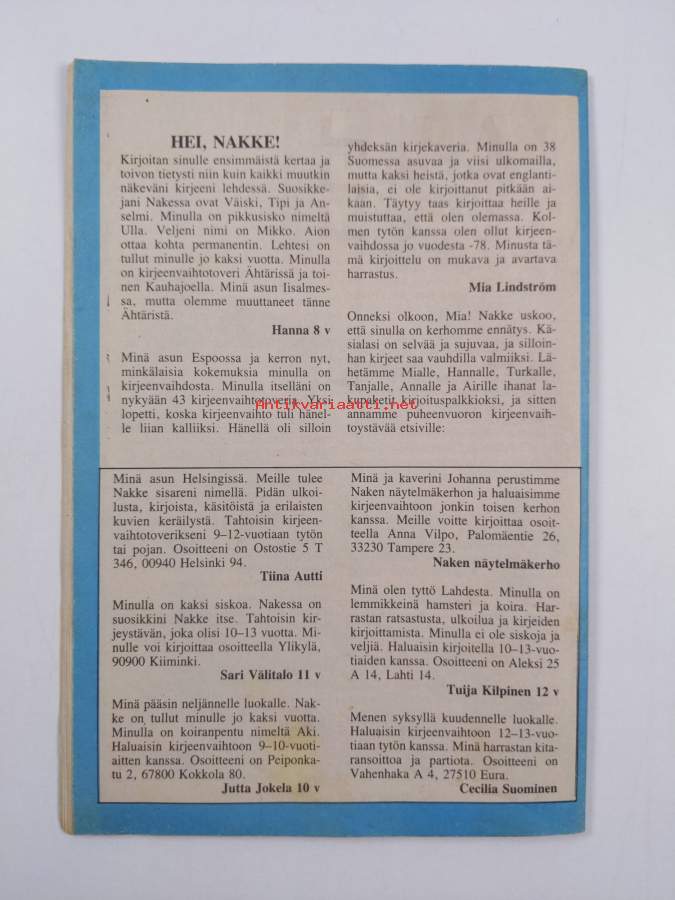 HEI, NAKKE!
Kirjoitan sinulle ensimmäistä kertaa ja
toivon tietysti niin kuin kaikki muutkin
näkeväni kirjeeni lehdessä. Suosikke-
jani Nakessa ovat Väiski, Tipi ja An-
selmi. Minulla on pikkusisko nimeltä
Ulla. Veljeni nimi on Mikko. Aion
ottaa kohta permanentin. Lehtesi on
tullut minulle jo kaksi vuotta. Minulla
on kirjeenvaihtotoveri Ähtärissä ja toi-
nen Kauhajoella. Minä asun Iisalmes-
sa, mutta olemme muuttaneet tänne
Ähtäristä.
Hanna 8 v
Minä asun Espoossa ja kerron nyt,
minkälaisia kokemuksia minulla on
kirjeenvaihdosta. Minulla itselläni on
nykyään 43 kirjeenvaihtotoveria. Yksi
lopetti, koska kirjeenvaihto tuli hänel-
le liian kalliiksi. Hänellä oli silloin
yhdeksän kirjekaveria. Minulla on 38
Suomessa asuvaa ja viisi ulkomailla,
mutta kaksi heistä, jotka ovat englanti-
laisia, ei ole kirjoittanut pitkään ai-
kaan. Täytyy taas kirjoittaa heille ja
muistuttaa, että olen olemassa. Kol-
men tytön kanssa olen ollut kirjeen-
vaihdossa jo vuodesta -78. Minusta tä-
mä kirjoittelu on mukava ja avartava
harrastus.
Mia Lindström
Onneksi olkoon, Mia! Nakke uskoo,
että sinulla on kerhomme ennätys. Kä-
sialasi on selvää ja sujuvaa, ja silloin-
han kirjeet saa vauhdilla valmiiksi. Lä-
hetämme Mialle, Hannalle, Turkalle,
Tanjalle, Annalle ja Airille ihanat la-
kupaketit kirjoituspalkkioksi, ja sitten
annamme puheenvuoron kirjeenvaih-
toystävää etsiville:
Antikvariaatti.net
Minä asun Helsingissä. Meille tulee
Nakke sisareni nimellä. Pidän ulkoi-
lusta, kirjoista, käsitöistä ja erilaisten
kuvien keräilystä. Tahtoisin kirjeen-
vaihtotoverikseni 9–12-vuotiaan tytön
tai pojan. Osoitteeni on Ostostie 5 T
346, 00940 Helsinki 94.
Tiina Autti
Minulla on kaksi siskoa. Nakessa on
suosikkini Nakke itse. Tahtoisin kir-
jeystävän, joka olisi 10–13 vuotta. Mi-
nulle voi kirjoittaa osoitteella Ylikylä,
90900 Kiiminki.
Sari Välitalo 11 v
Minä pääsin neljännelle luokalle. Nak-
ke on tullut minulle jo kaksi vuotta.
Minulla on koiranpentu nimeltä Aki.
Haluaisin kirjeenvaihtoon 9–10-vuoti-
aitten kanssa. Osoitteeni on Peiponka-
tu 2, 67800 Kokkola 80.
Jutta Jokela 10 v
Minä ja kaverini Johanna perustimme
Naken näytelmäkerhon ja haluaisimme
kirjeenvaihtoon jonkin toisen kerhon
kanssa. Meille voitte kirjoittaa osoit-
teella Anna Vilpo, Palomäentie 26,
33230 Tampere 23.
Naken näytelmäkerho
Minä olen tyttö Lahdesta. Minulla on
lemmikkeinä hamsteri ja koira. Har-
rastan ratsastusta, ulkoilua ja kirjeiden
kirjoittamista. Minulla ei ole siskoja ja
veljiä. Haluaisin kirjoitella 10–13-vuo-
tiaiden kanssa. Osoitteeni on Aleksi 25
A 14, Lahti 14.
Tuija Kilpinen 12 v
Menen syksyllä kuudennelle luokalle.
Haluaisin kirjeenvaihtoon 12–13-vuo-
tiaan tytön kanssa. Minä harrastan kita-
ransoittoa ja partiota. Osoitteeni on
Vahenhaka A 4, 27510 Eura.
Cecilia Suominen